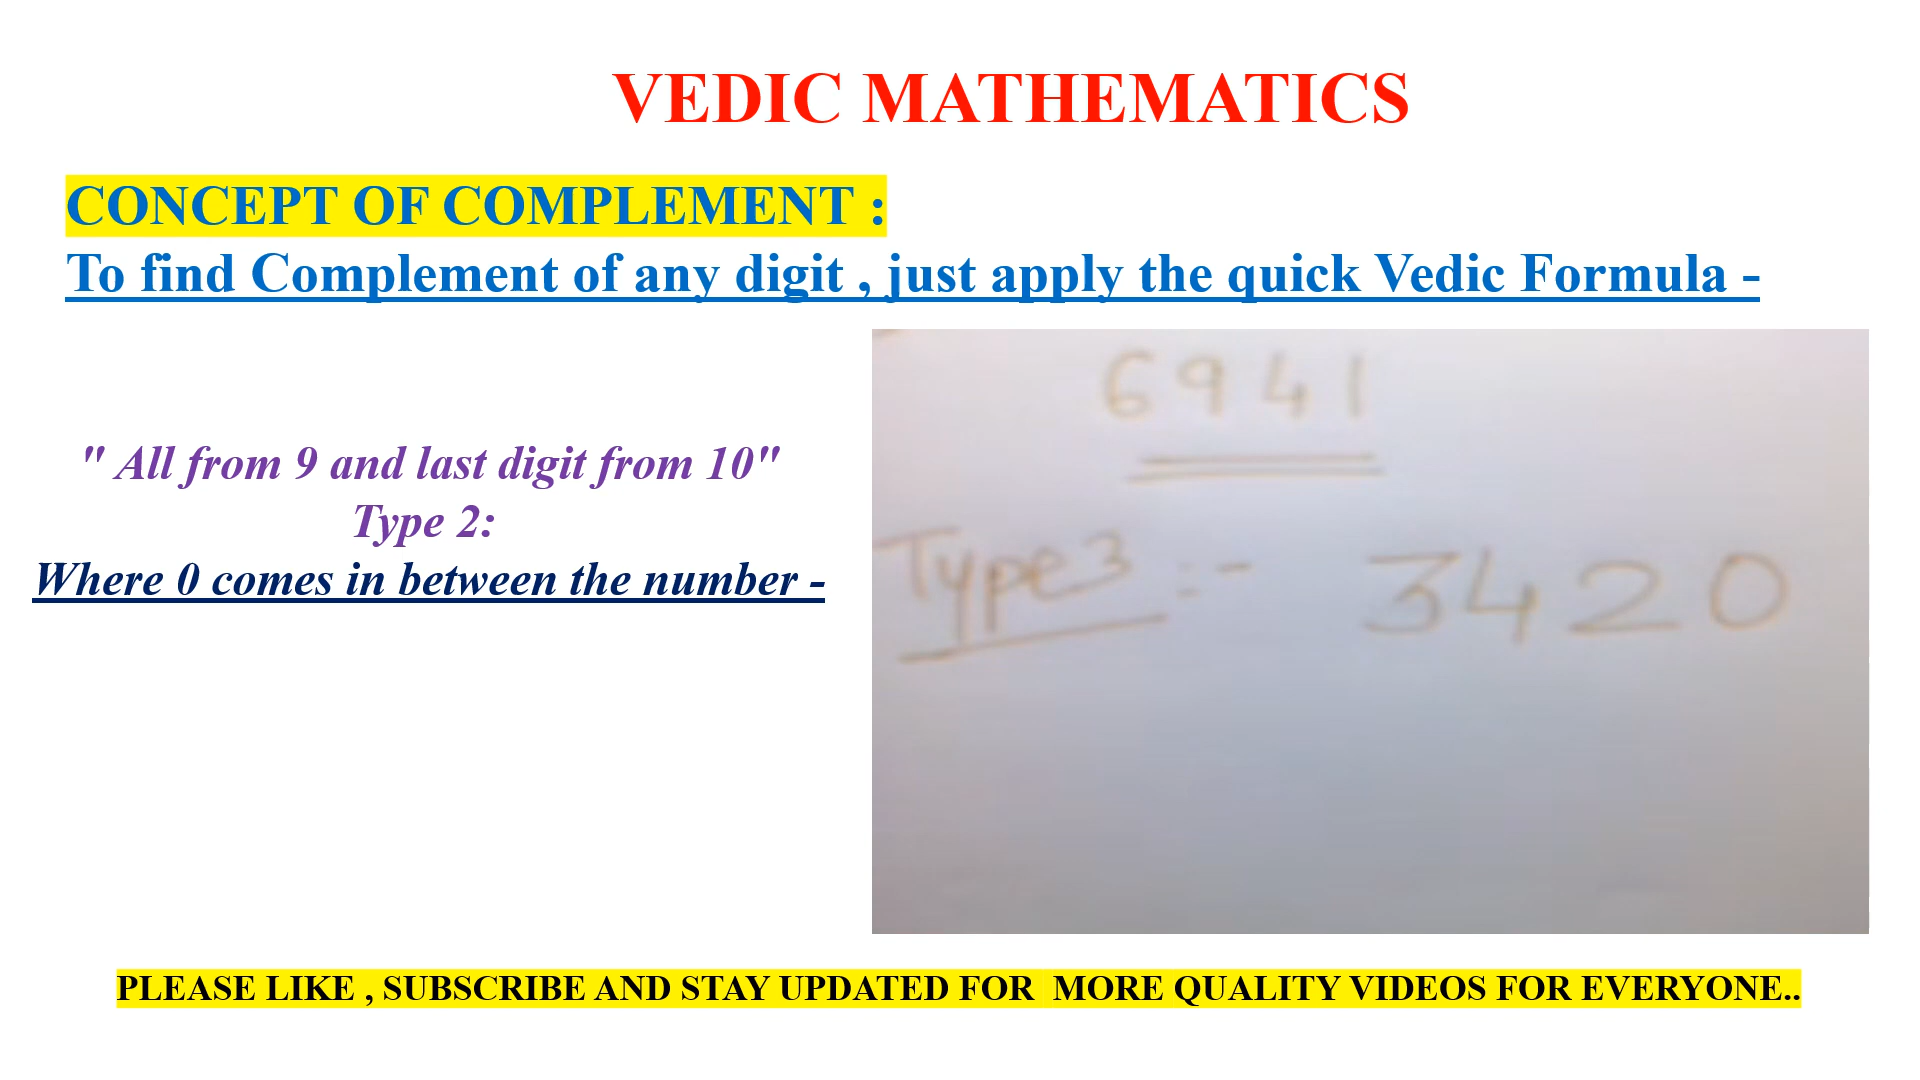 VEDIC MATHEMATICS
CONCEPT OF COMPLEMENT :
To find Complement of any digit , just apply the quick Vedic Formula -
" All from 9 and last digit from 10"
Type 2:
Where 0 comes in between the number -
6941
Type3 :- 3420
PLEASE LIKE , SUBSCRIBE AND STAY UPDATED FOR MORE QUALITY VIDEOS FOR EVERYONE..